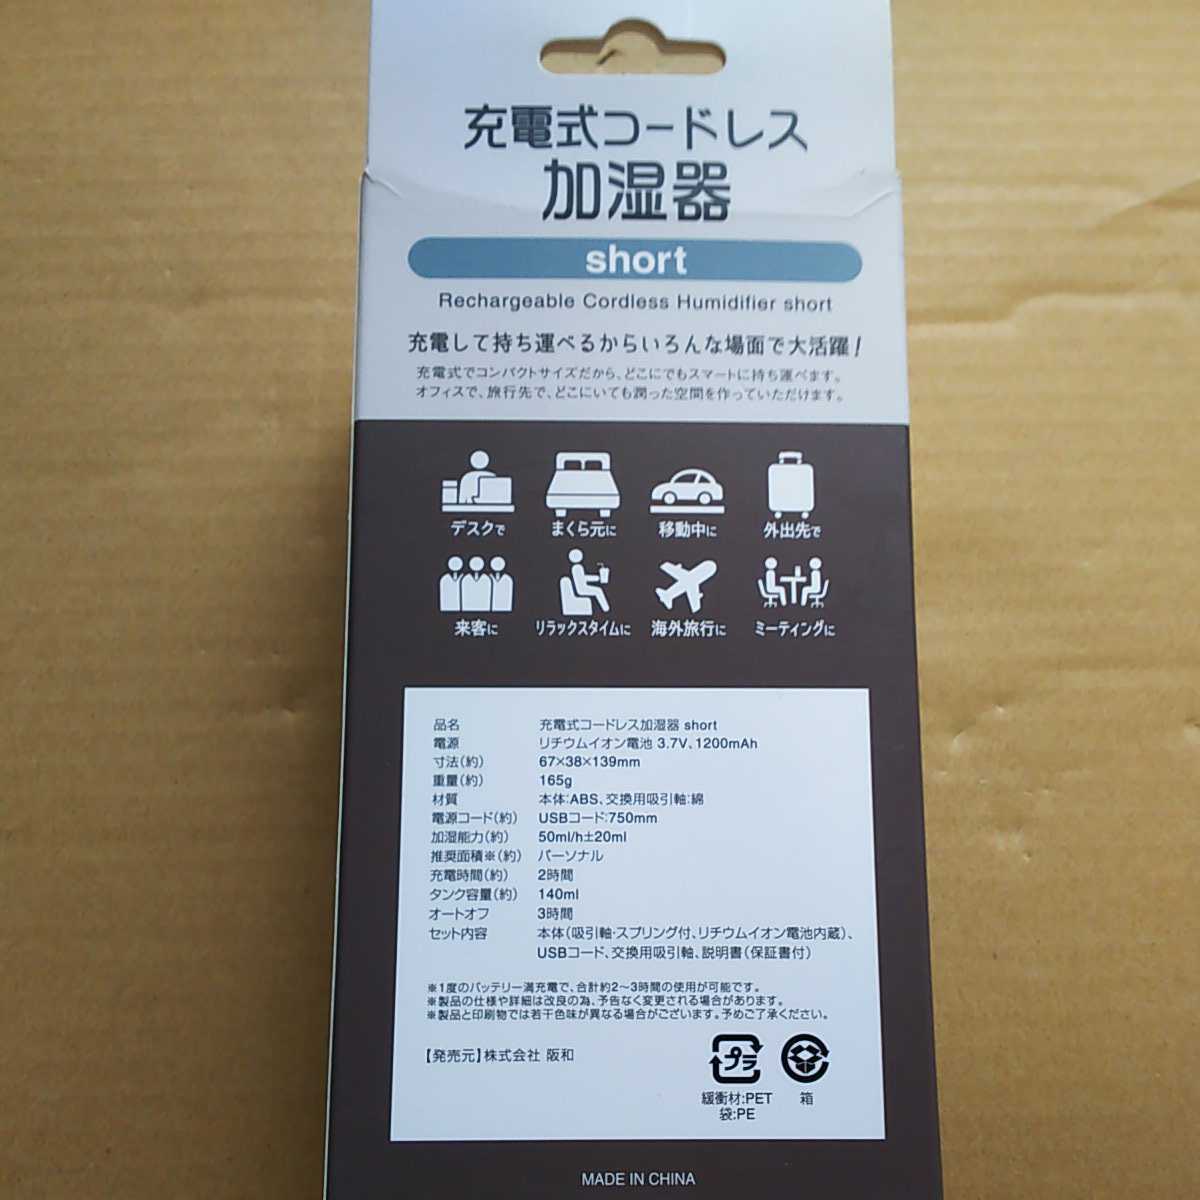 充電式コードレス
加湿器
short
Rechargeable Cordless Humidifier short
充電して持ち運べるからいろんな場面で大活躍!
充電式でコンパクトサイズだから、どこにでもスマートに持ち運べます。
オフィスで、旅行先で、どこにいても潤った空間を作っていただけます。
デスクで まくら元に 移動中に 外出先で
来客に リラックスタイムに 海外旅行に ミーティングに
品名 充電式コードレス加湿器 short
電源 リチウムイオン電池 3.7V、1200mAh
寸法(約) 67×38×139mm
重量(約) 165g
材質 本体:ABS、交換用吸引軸:綿
電源コード(約) USBコード:750mm
加湿能力(約) 50ml/h±20ml
推奨面積※(約) パーソナル
充電時間(約) 2時間
タンク容量(約) 140ml
オートオフ 3時間
セット内容 本体(吸引軸・スプリング付、リチウムイオン電池内蔵)、
USBコード、交換用吸引軸、説明書(保証書付)
※1度のバッテリー満充電で、合計約2~3時間の使用が可能です。
※製品の仕様や詳細は改良の為、予告なく変更される場合があります。
※製品と印刷物では若干色味が異なる場合がございます。予めご了承ください。
【発売元】株式会社 阪和
プラ
緩衝材:PET 箱
袋:PE
MADE IN CHINA